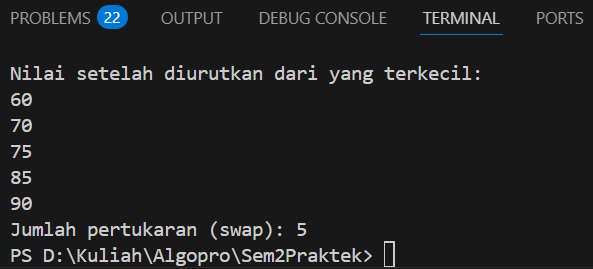 PROBLEMS 22 OUTPUT DEBUG CONSOLE TERMINAL PORTS
Nilai setelah diurutkan dari yang terkecil:
60
70
75
85
90
Jumlah pertukaran (swap): 5
PS D:\Kuliah\Algopro\Sem2Praktek>